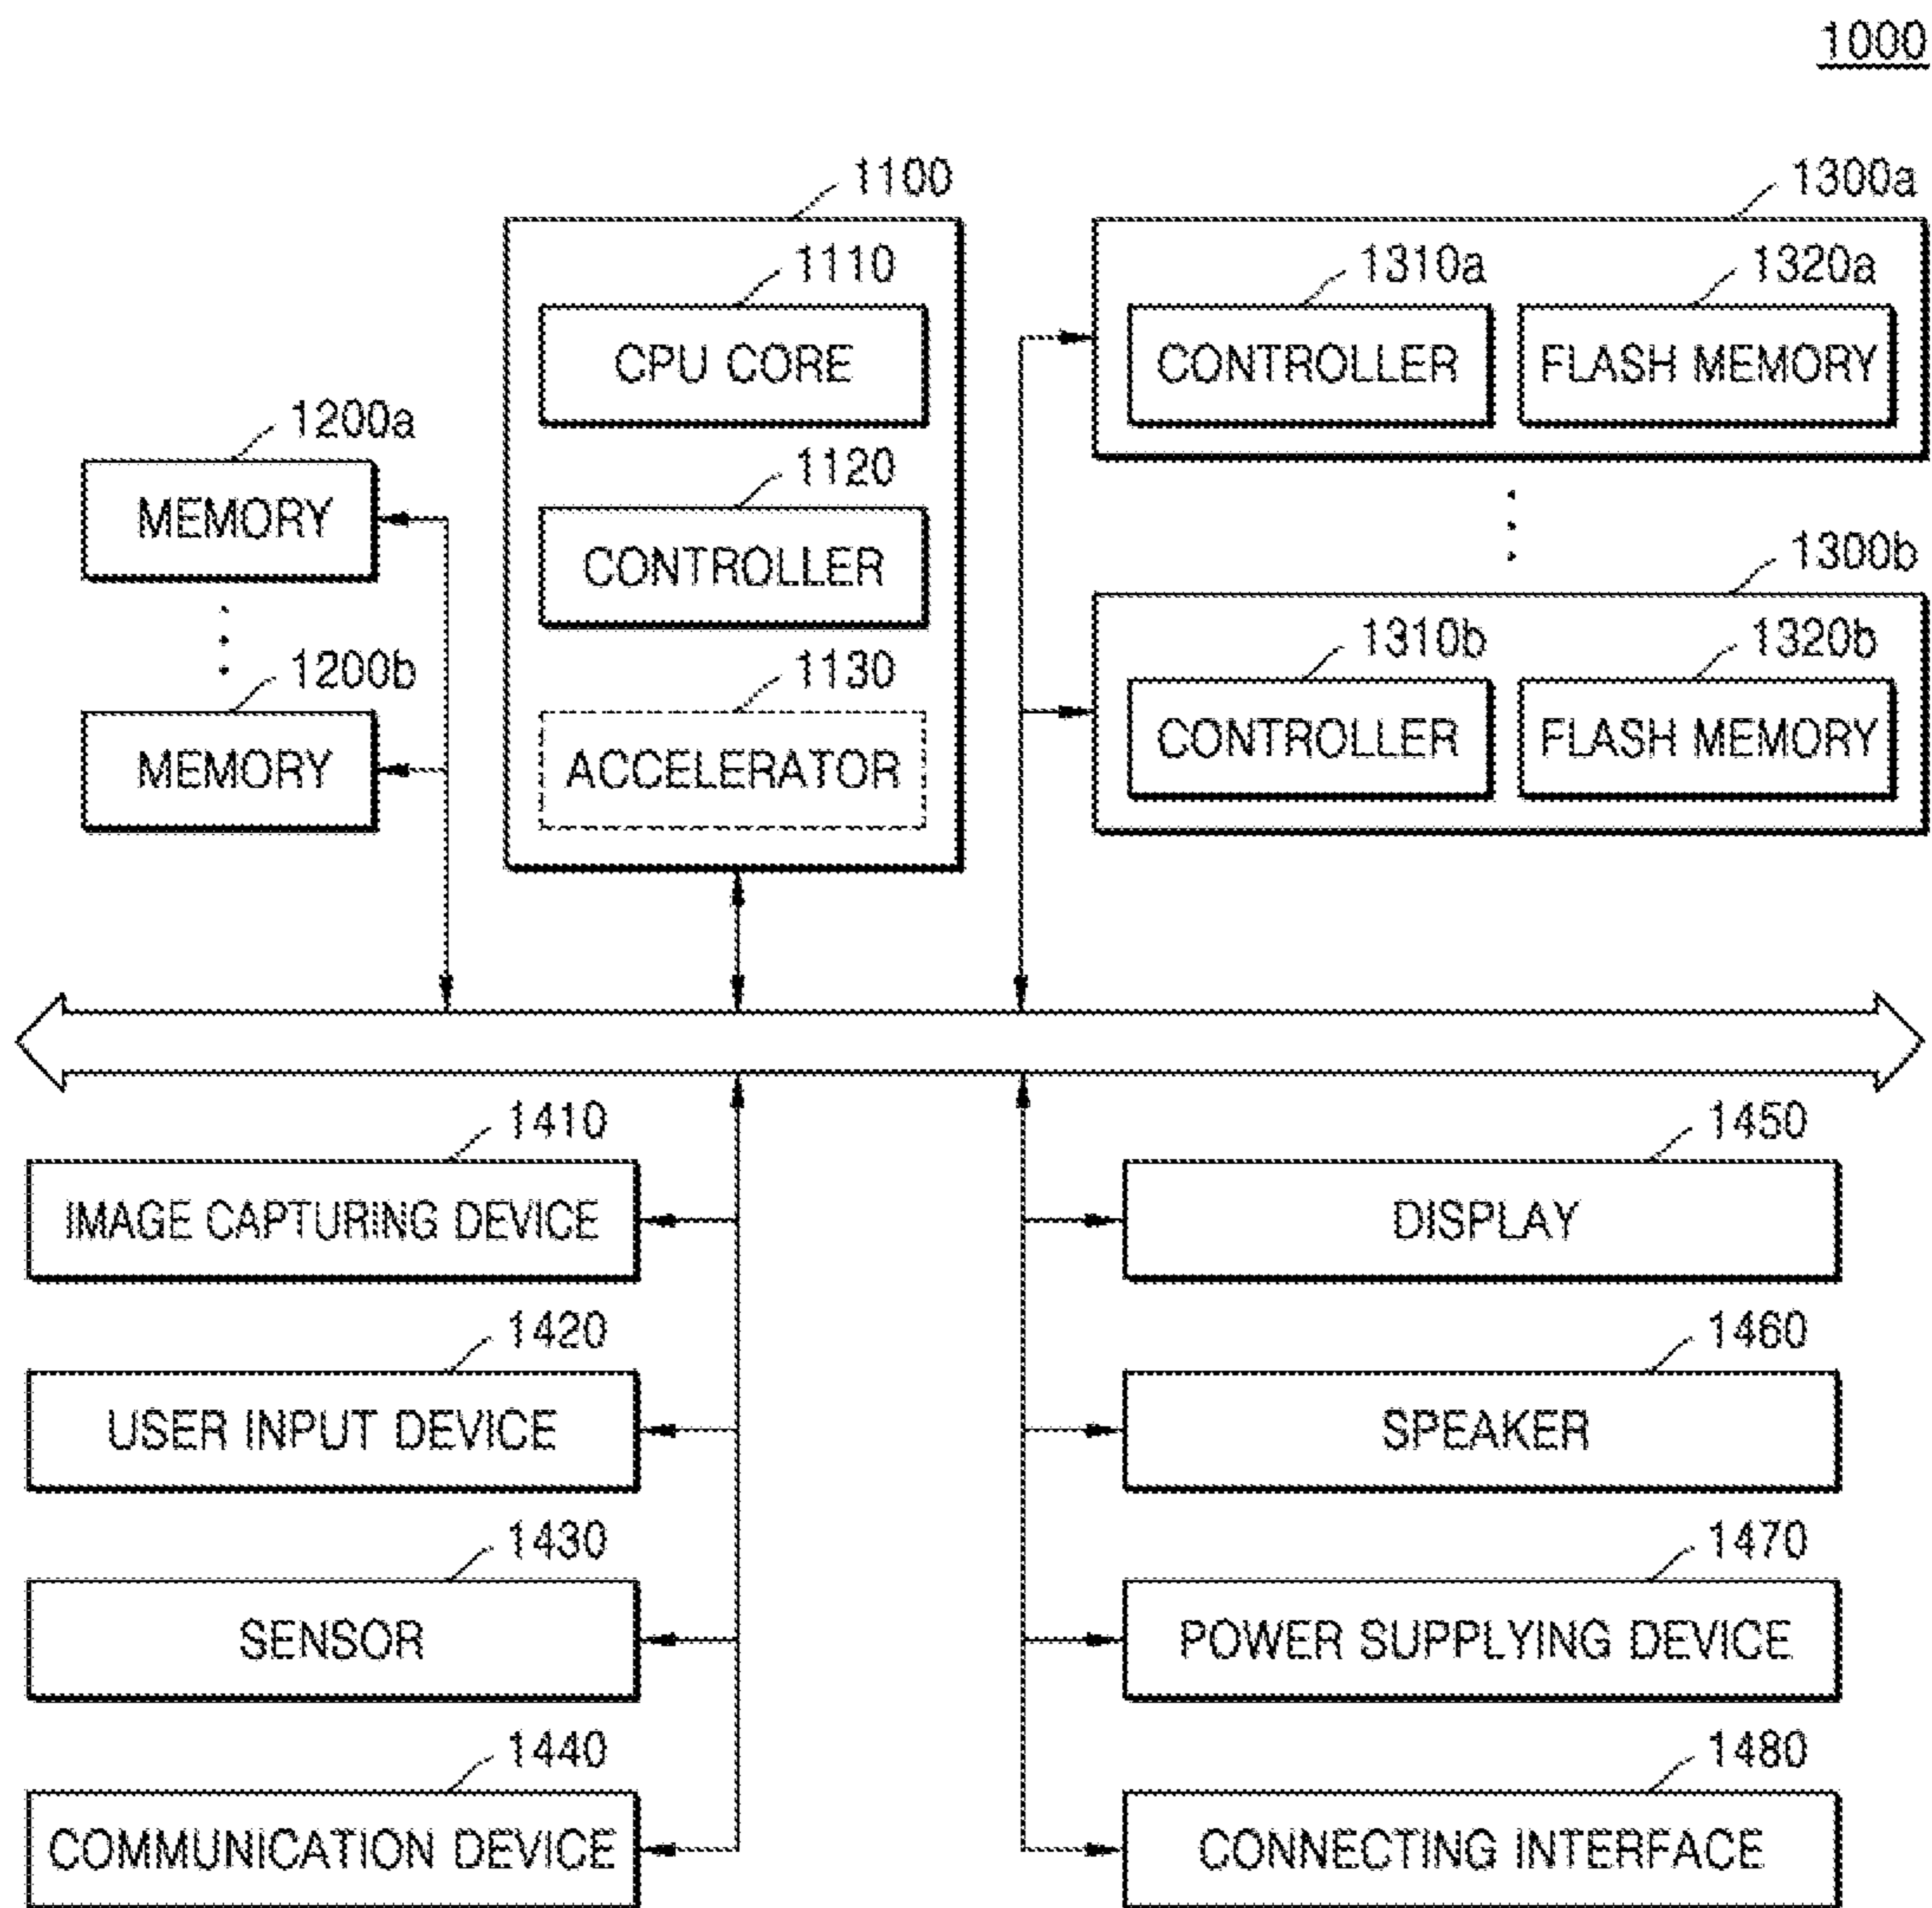 1000
1100
1110
CPU CORE
1120
CONTROLLER
1130
ACCELERATOR
1200a
MEMORY
1200b
MEMORY
1300a
1310a
CONTROLLER
1320a
FLASH MEMORY
1300b
1310b
CONTROLLER
1320b
FLASH MEMORY
1410
IMAGE CAPTURING DEVICE
1420
USER INPUT DEVICE
1430
SENSOR
1440
COMMUNICATION DEVICE
1450
DISPLAY
1460
SPEAKER
1470
POWER SUPPLYING DEVICE
1480
CONNECTING INTERFACE